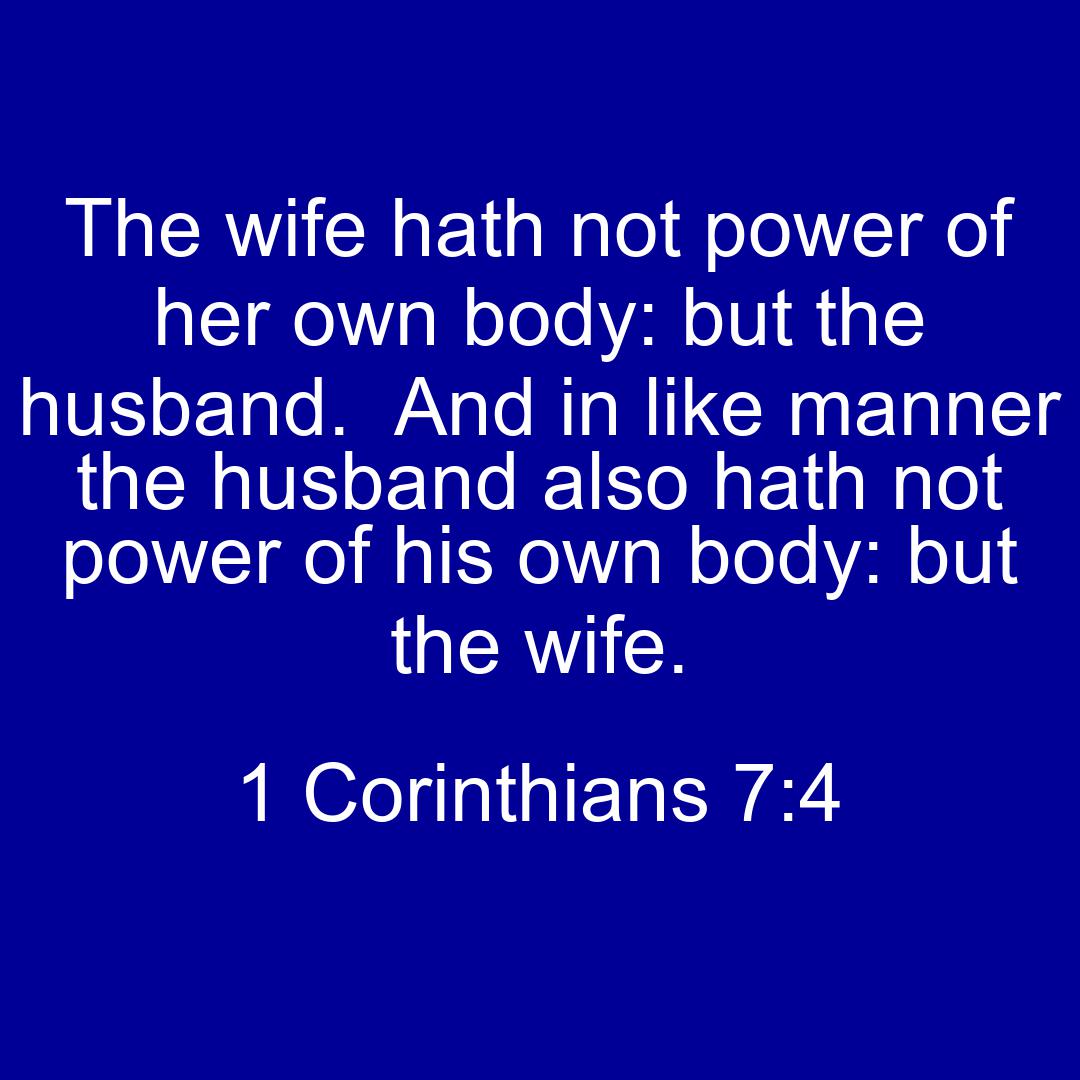 The wife hath not power of
her own body: but the
husband.  And in like manner
the husband also hath not
power of his own body: but
the wife.
1 Corinthians 7:4